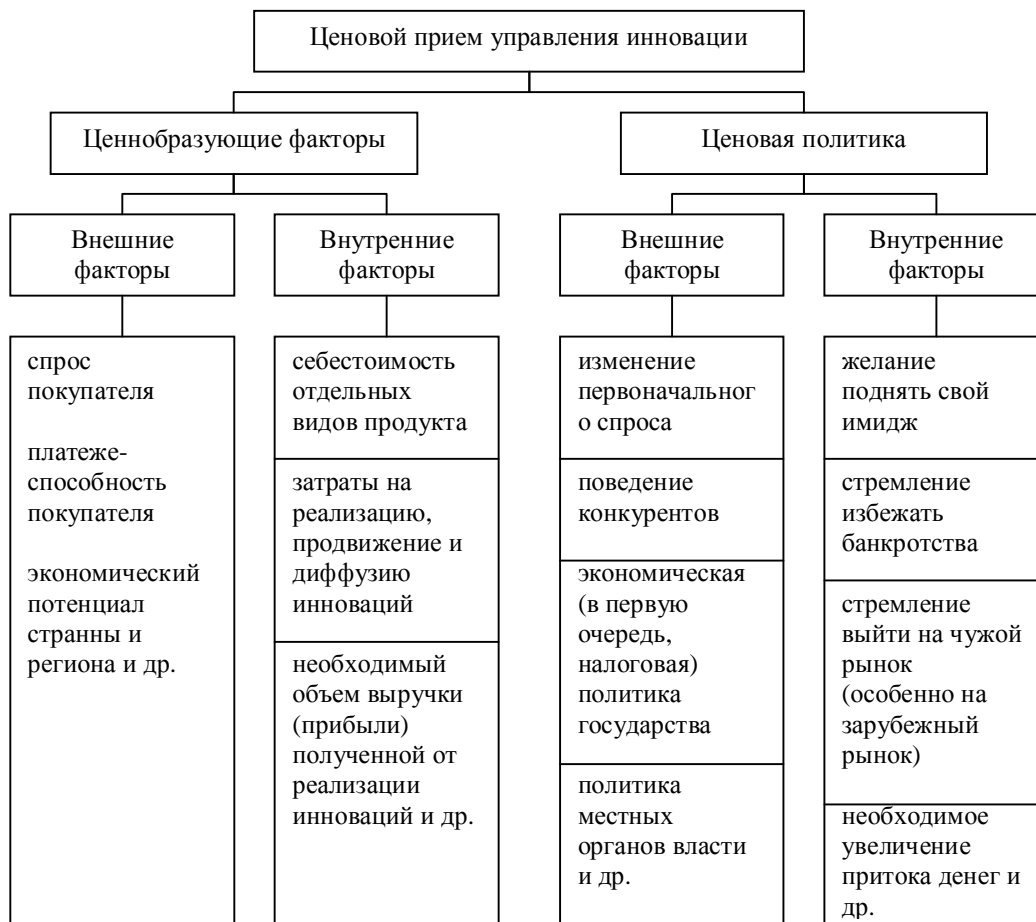 Ценовой прием управления инновации
Ценнобразующие факторы
Ценовая политика
Внешние
факторы
Внутренние
факторы
Внешние
факторы
Внутренние
факторы
спрос
покупателя
платеже-
способность
покупателя
экономический
потенциал
странны и
региона и др.
себестоимость
отдельных
видов продукта
затраты на
реализацию,
продвижение и
диффузию
инноваций
необходимый
объем выручки
(прибыли)
полученной от
реализации
инноваций и др.
изменение
первоначальног
о спроса
поведение
конкурентов
экономическая
(в первую
очередь,
налоговая)
политика
государства
политика
местных
органов власти
и др.
желание
поднять свой
имидж
стремление
избежать
банкротства
стремление
выйти на чужой
рынок
(особенно на
зарубежный
рынок)
необходимое
увеличение
притока денег и
др.